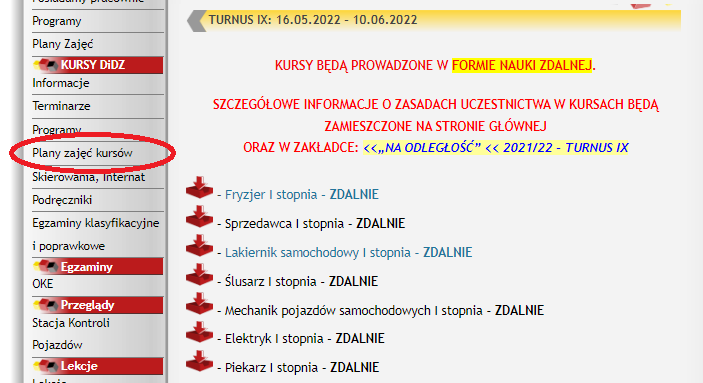 Posiadamy pracownie
Programy
Plany Zajęć
KURSY DiDZ
Informacje
Terminarze
Programy
Plany zajęć kursów
Skierowania, Internat
Podręczniki
Egzaminy klasyfikacyjne
i poprawkowe
Egzaminy
OKE
Przeglądy
Stacja Kontroli
Pojazdów
Lekcje
TURNUS IX: 16.05.2022 - 10.06.2022
KURSY BĘDĄ PROWADZONE W FORMIE NAUKI ZDALNEJ.
SZCZEGÓŁOWE INFORMACJE O ZASADACH UCZESTNICTWA W KURSACH BĘDĄ
ZAMIESZCZONE NA STRONIE GŁÓWNEJ
ORAZ W ZAKŁADCE: <<„NA ODLEGŁOŚĆ” << 2021/22 - TURNUS IX
- Fryzjer I stopnia - ZDALNIE
- Sprzedawca I stopnia - ZDALNIE
- Lakiernik samochodowy I stopnia - ZDALNIE
- Ślusarz I stopnia - ZDALNIE
- Mechanik pojazdów samochodowych I stopnia - ZDALNIE
- Elektryk I stopnia - ZDALNIE
- Piekarz I stopnia - ZDALNIE